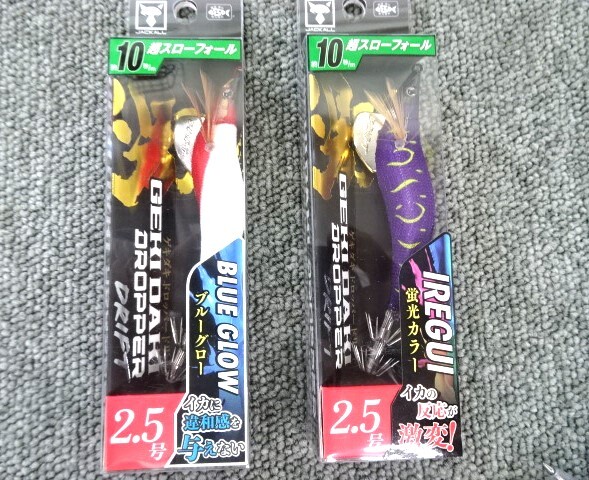 JACKALL
10
超スローフォール
GEKIDAKI
DROPPER
DRIFT
BLUE GLOW
ブルーグロー
2.5号
イカに
違和感を
与えない
JACKALL
10
超スローフォール
GEKIDAKI
DROPPER
IREGUI
蛍光カラー
2.5号
イカの
反応が
激変!